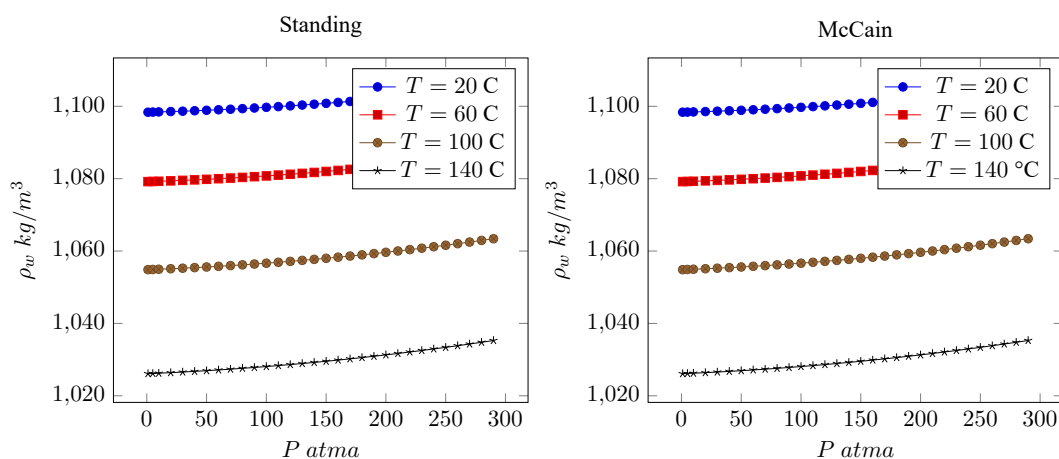 Standing
1,100
1,080
1,060
1,040
1,020
ρw kg/m³
0 50 100 150 200 250 300
P atma
T = 20 C
T = 60 C
T = 100 C
T = 140 C
McCain
1,100
1,080
1,060
1,040
1,020
ρw kg/m³
0 50 100 150 200 250 300
P atma
T = 20 C
T = 60 C
T = 100 C
T = 140 °C